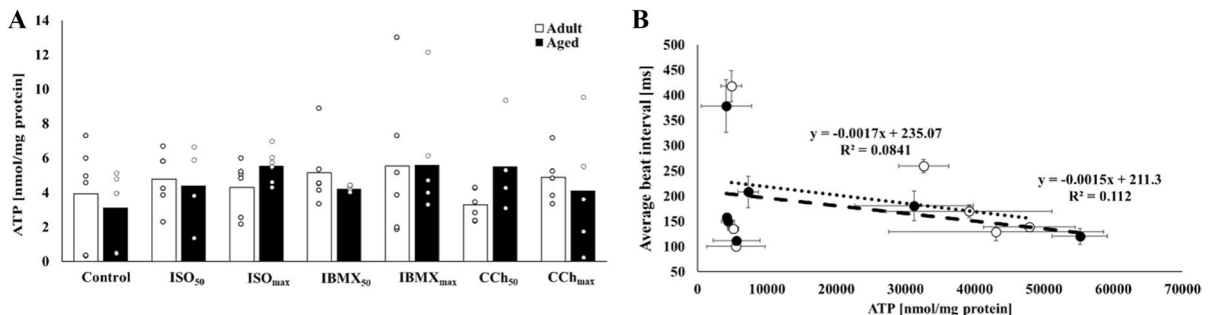 A
ATP [nmol/mg protein]
14
12
10
8
6
4
2
0
Adult
Aged
Control
ISO50
ISOmax
IBMX50
IBMXmax
CCh50
CChmax
B
Average beat interval [ms]
500
450
400
350
300
250
200
150
100
50
y = -0.0017x + 235.07
R² = 0.0841
y = -0.0015x + 211.3
R² = 0.112
0
10000
20000
30000
40000
50000
60000
70000
ATP [nmol/mg protein]